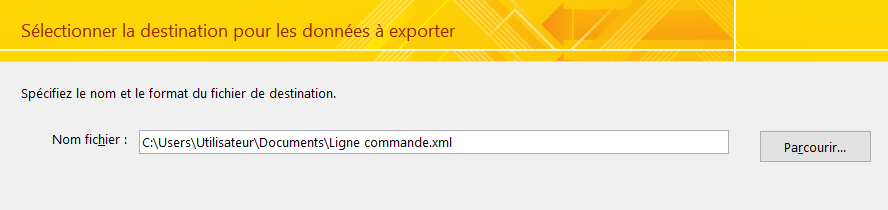 Sélectionner la destination pour les données à exporter
Spécifiez le nom et le format du fichier de destination.
Nom fichier : C:\Users\Utilisateur\Documents\Ligne commande.xml Parcourir...